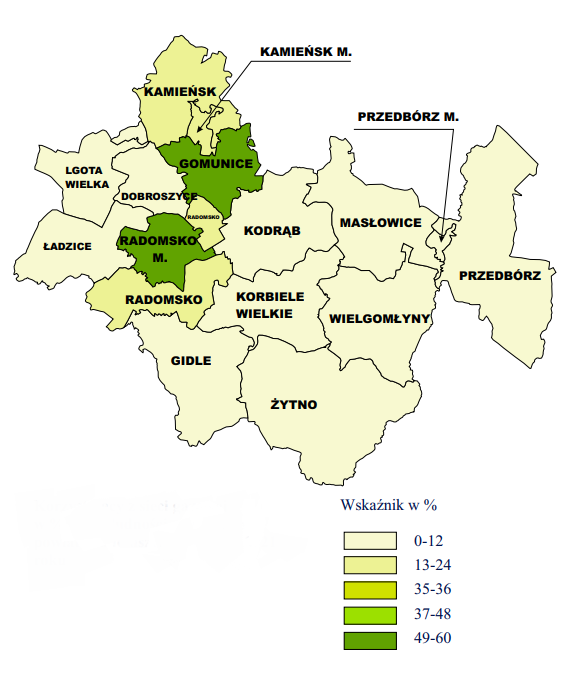 KAMIEŃSK M.
KAMIEŃSK
PRZEDBÓRZ M.
GOMUNICE
LGOTA
WIELKA
DOBROSZYCE
RADOMSKO
MASŁOWICE
KODRĄB
ŁADZICE
RADOMSKO
M.
PRZEDBÓRZ
RADOMSKO
KORBIELE
WIELKIE
WIELGOMŁYNY
GIDLE
ŻYTNO
Wskaźnik w %
0-12
13-24
35-36
37-48
49-60